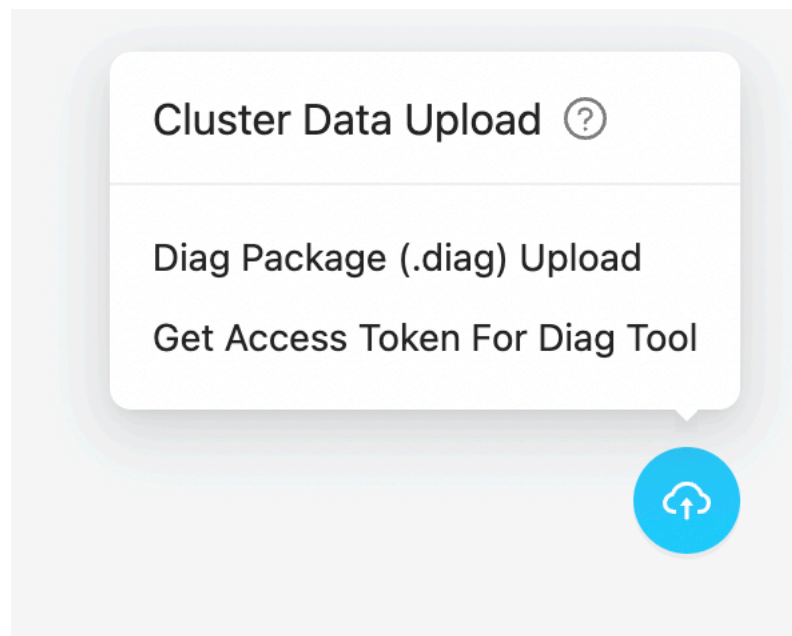 Cluster Data Upload ?
Diag Package (.diag) Upload
Get Access Token For Diag Tool